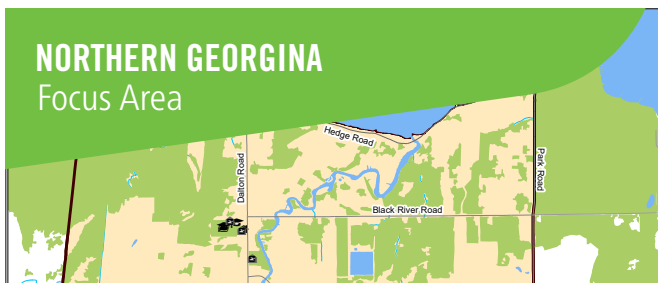 NORTHERN GEORGINA
Focus Area
Hedge Road
Dalton Road
Park Road
Black River Road